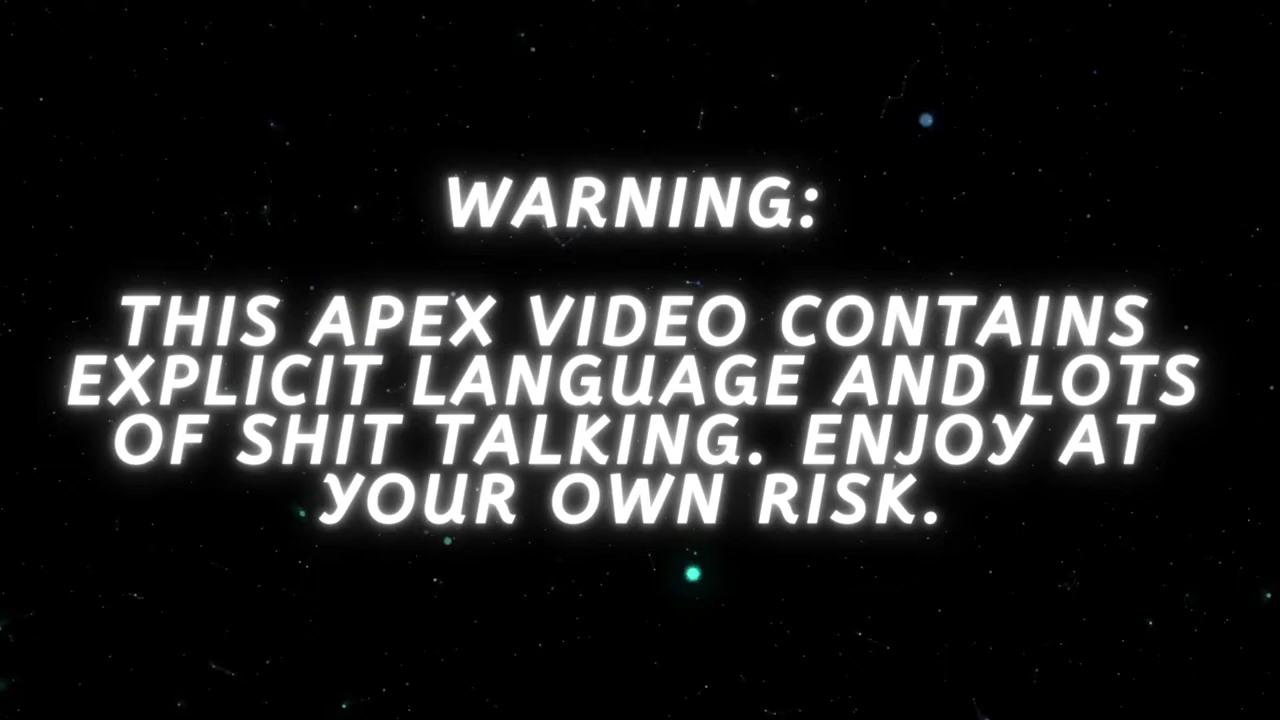 WARNING:
THIS APEX VIDEO CONTAINS
EXPLICIT LANGUAGE AND LOTS
OF SHIT TALKING. ENJOY AT
YOUR OWN RISK.